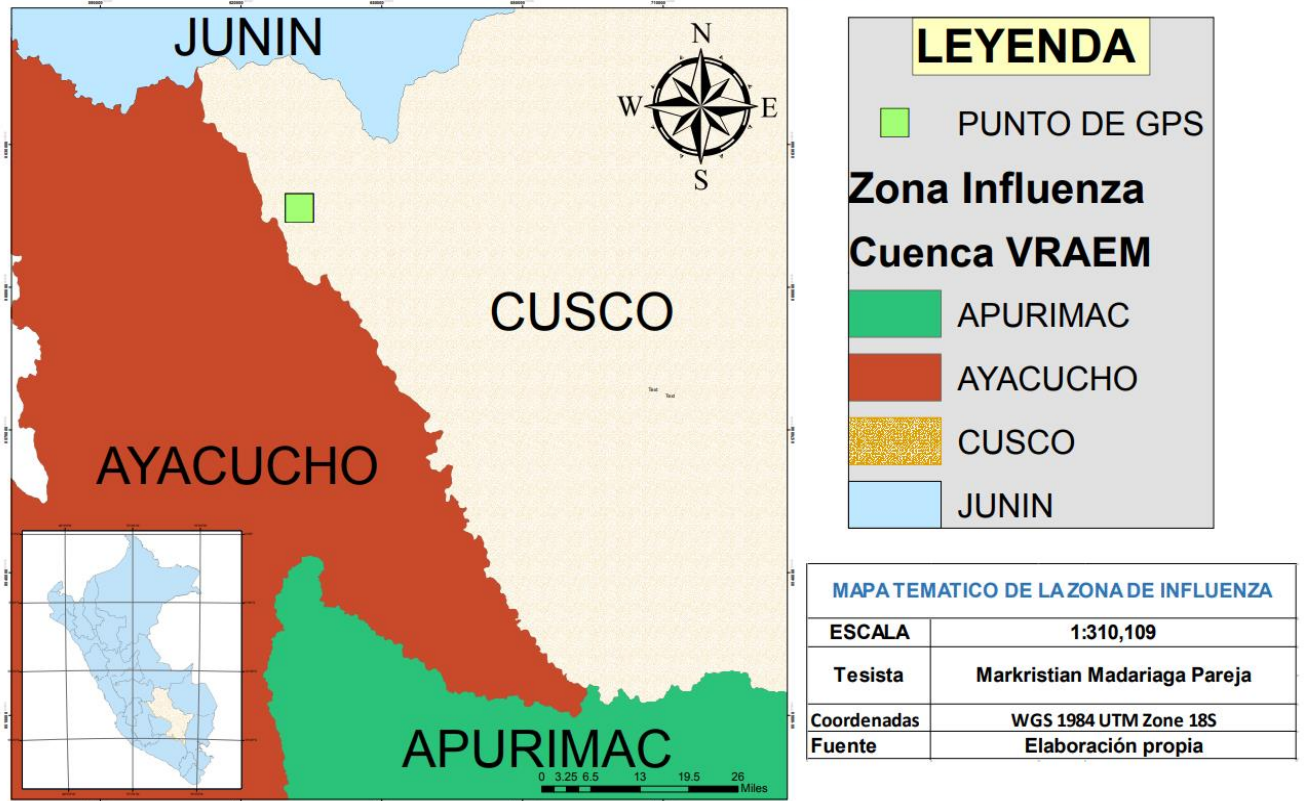 JUNIN
N
W
E
S
CUSCO
Text
Text
AYACUCHO
APURIMAC
0 3.25 6.5 13 19.5 26
Miles
LEYENDA
PUNTO DE GPS
Zona Influenza
Cuenca VRAEM
APURIMAC
AYACUCHO
CUSCO
JUNIN
MAPA TEMATICO DE LA ZONA DE INFLUENZA
ESCALA 1:310,109
Tesista Markristian Madariaga Pareja
Coordenadas WGS 1984 UTM Zone 18S
Fuente Elaboración propia